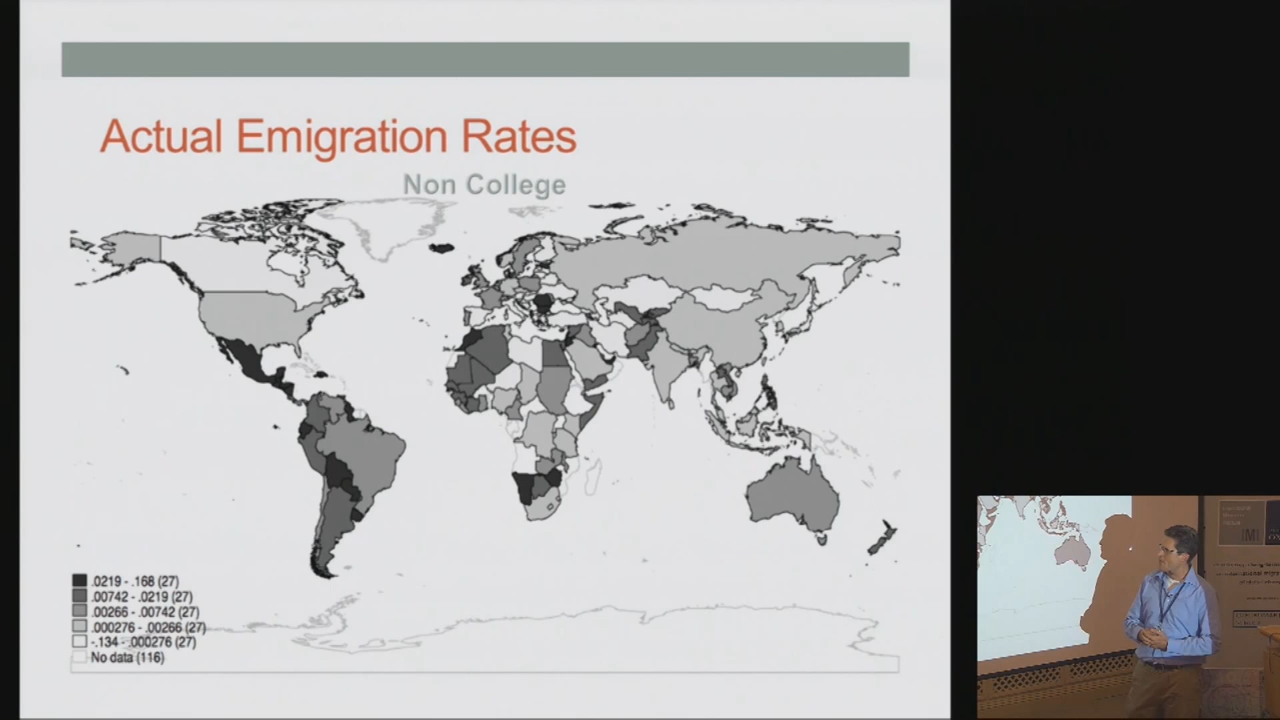 Actual Emigration Rates
Non College
.0219 - .168 (27)
.00742 - .0219 (27)
.00266 - .00742 (27)
.000276 - .00266 (27)
-.134 - .000276 (27)
No data (116)